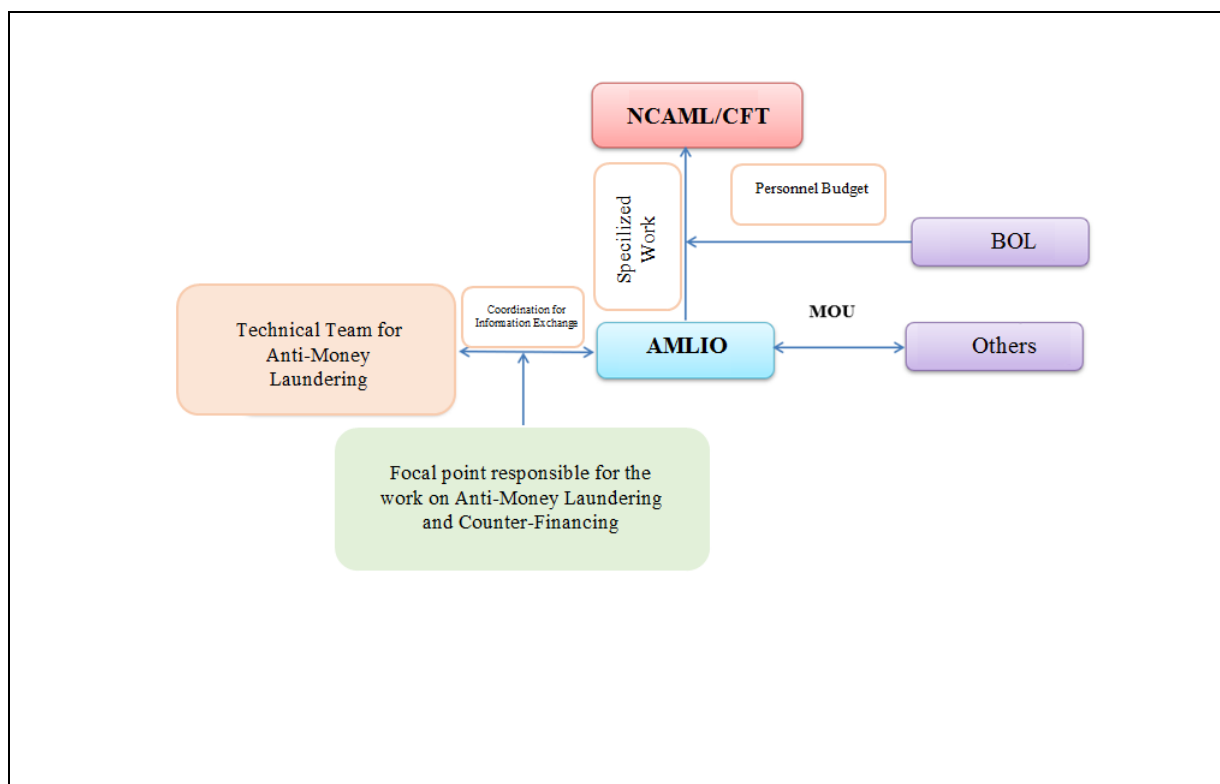 NCAML/CFT
Specilized
Work
Personnel Budget
BOL
Coordination for
Information Exchange
MOU
Technical Team for
Anti-Money
Laundering
AMLIO
Others
Focal point responsible for the
work on Anti-Money Laundering
and Counter-Financing